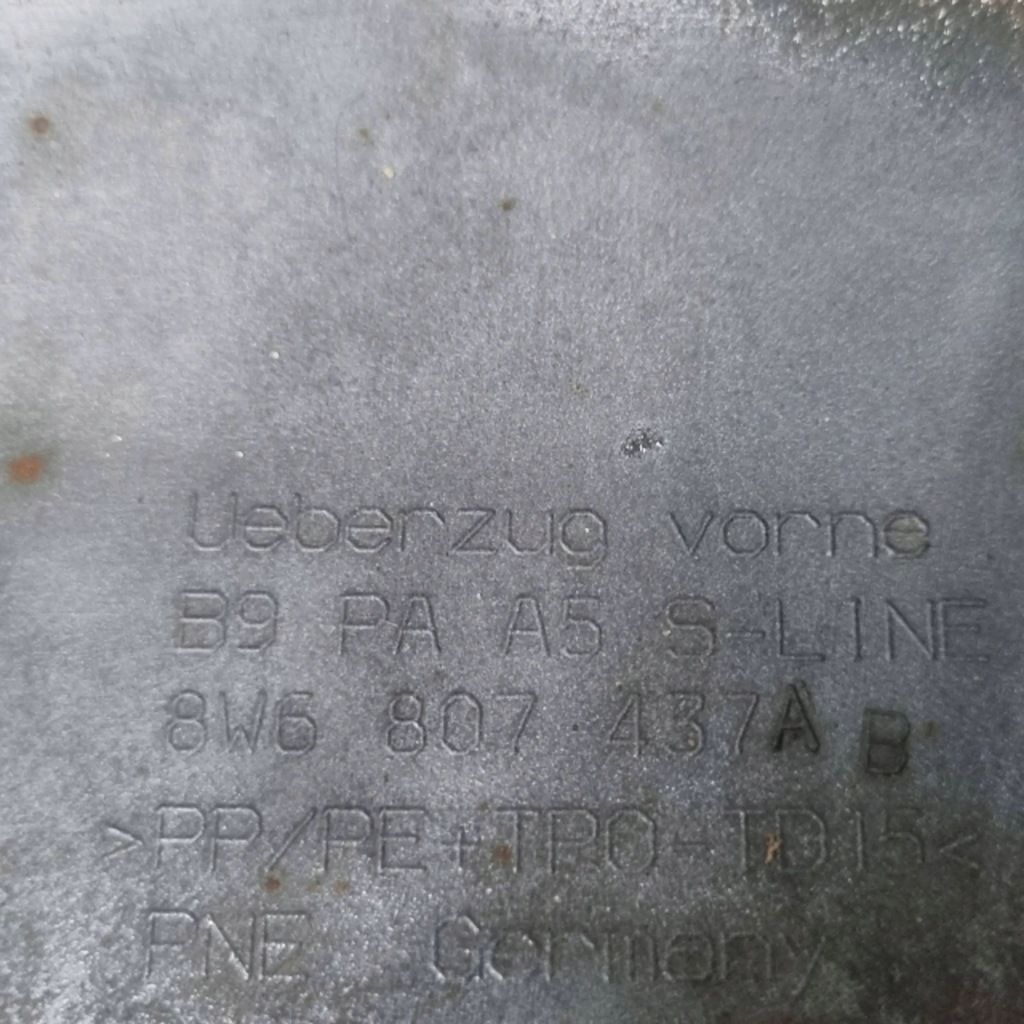 Ueberzug vorne
B9 PA A5 S-LINE
8W6 807 437A B
>PP/PE+TPO-TD15<
PNE Germany